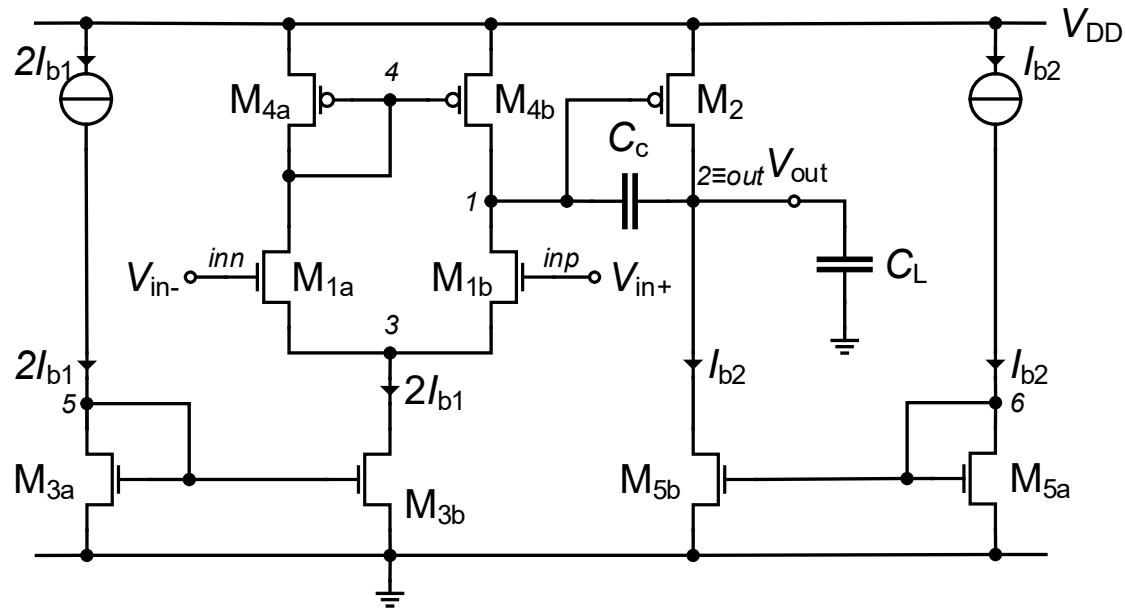 V_DD
2I_b1
I_b2
M_4a
4
M_4b
M_2
C_c
1
2≡out
V_out
V_in-
inn
M_1a
M_1b
inp
V_in+
C_L
3
2I_b1
2I_b1
I_b2
I_b2
5
6
M_3a
M_3b
M_5b
M_5a